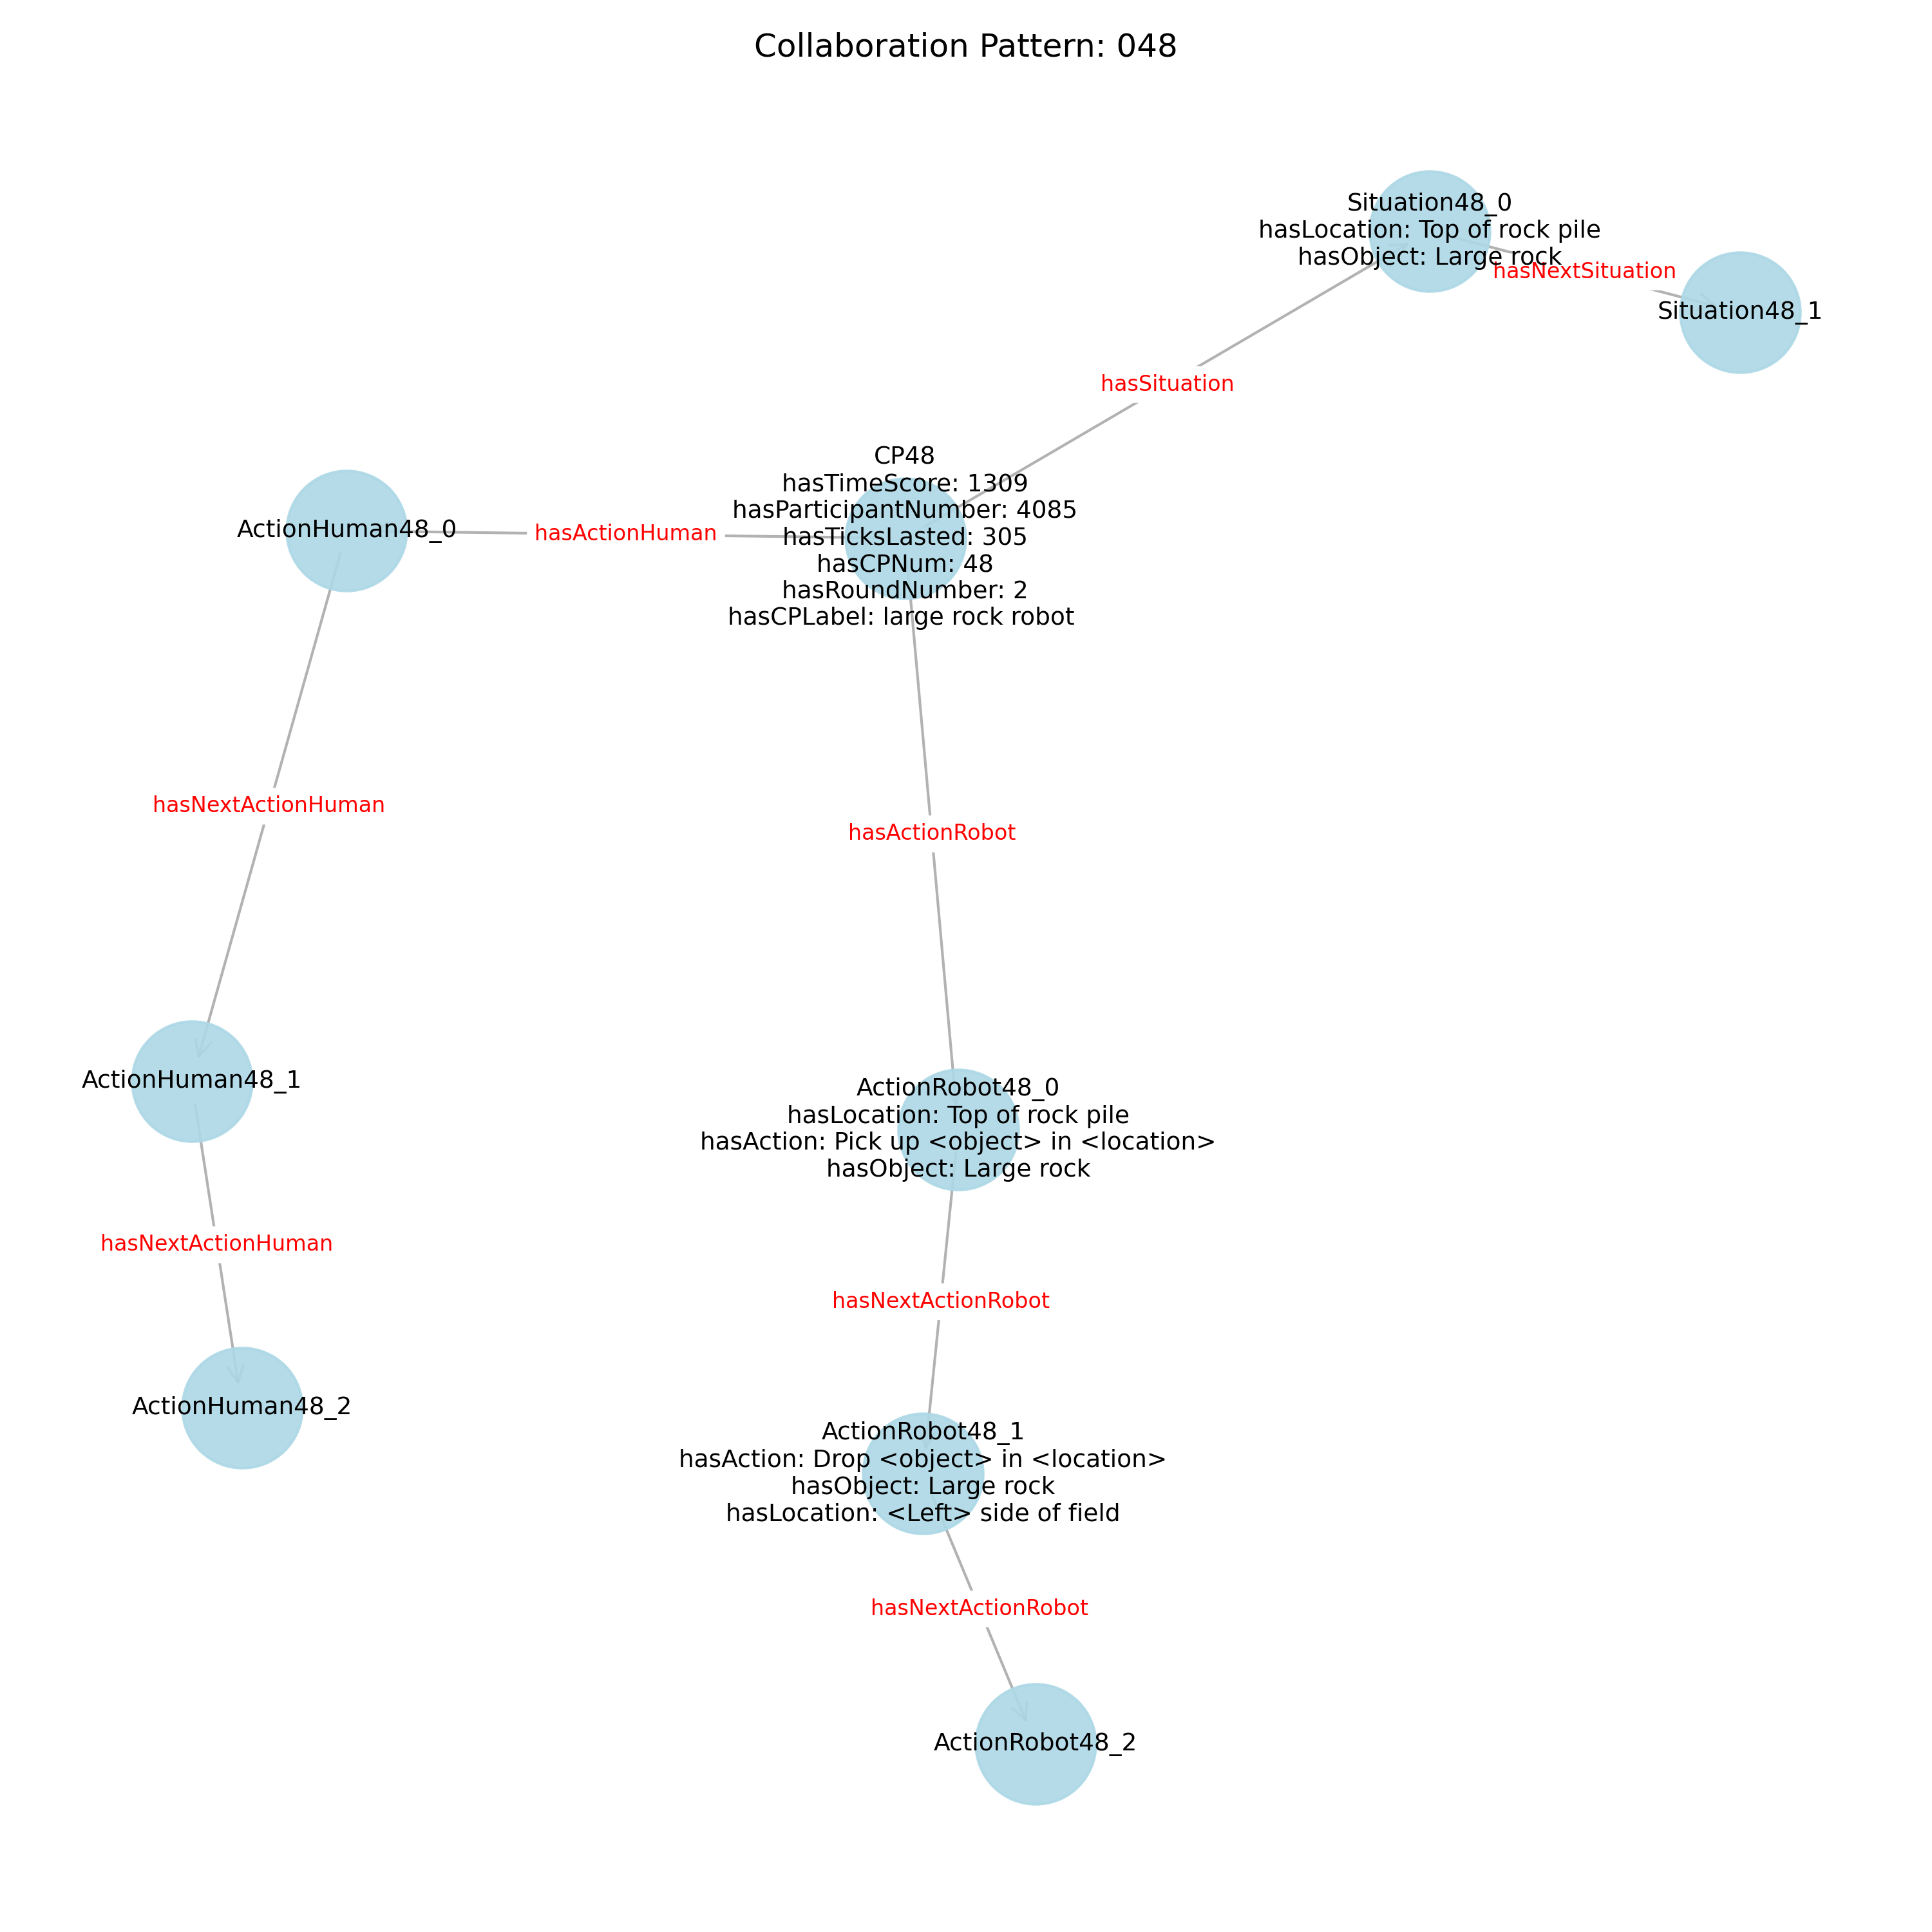 Collaboration Pattern: 048
Situation48_0
hasLocation: Top of rock pile
hasObject: Large rock
hasNextSituation
Situation48_1
hasSituation
CP48
hasTimeScore: 1309
hasParticipantNumber: 4085
hasTicksLasted: 305
hasCPNum: 48
hasRoundNumber: 2
hasCPLabel: large rock robot
ActionHuman48_0
hasActionHuman
hasNextActionHuman
hasActionRobot
ActionHuman48_1
ActionRobot48_0
hasLocation: Top of rock pile
hasAction: Pick up <object> in <location>
hasObject: Large rock
hasNextActionHuman
hasNextActionRobot
ActionHuman48_2
ActionRobot48_1
hasAction: Drop <object> in <location>
hasObject: Large rock
hasLocation: <Left> side of field
hasNextActionRobot
ActionRobot48_2